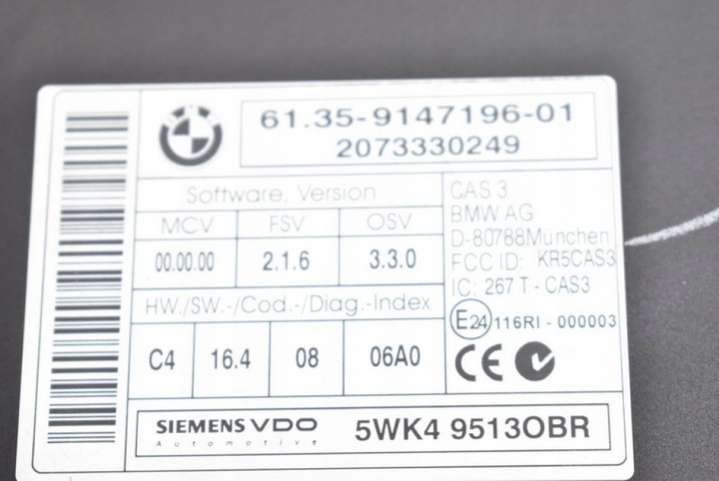 BMW
61.35-9147196-01
2073330249
Software, Version
MCV FSV OSV
00.00.00 2.1.6 3.3.0
HW./SW.-/Cod.-/Diag.-Index
C4 16.4 08 06A0
CAS 3
BMW AG
D-80788Munchen
FCC ID: KR5CAS3
IC: 267 T - CAS3
E24 116RI - 000003
CE
SIEMENS VDO
Automotive
5WK4 9513OBR